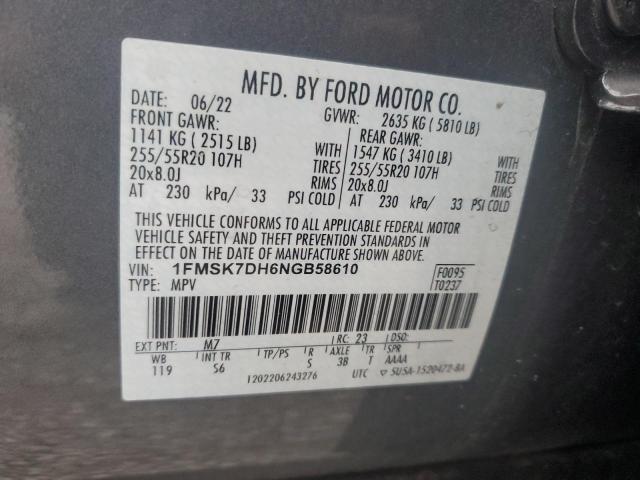 MFD. BY FORD MOTOR CO.
DATE: 06/22 GVWR: 2635 KG ( 5810 LB)
FRONT GAWR: REAR GAWR:
1141 KG ( 2515 LB) WITH 1547 KG ( 3410 LB) WITH
255/55R20 107H TIRES 255/55R20 107H TIRES
20x8.0J RIMS 20x8.0J RIMS
AT 230 kPa/ 33 PSI COLD AT 230 kPa/ 33 PSI COLD
THIS VEHICLE CONFORMS TO ALL APPLICABLE FEDERAL MOTOR
VEHICLE SAFETY AND THEFT PREVENTION STANDARDS IN
EFFECT ON THE DATE OF MANUFACTURE SHOWN ABOVE.
VIN: 1FMSK7DH6NGB58610 F0095
TYPE: MPV T0237
EXT PNT: M7 RC: 23 DSO:
WB INT TR TP/PS R AXLE TR SPR
119 S6 S 3B T AAAA
1202206243276 UTC ▽ 5USA-1520472-BA